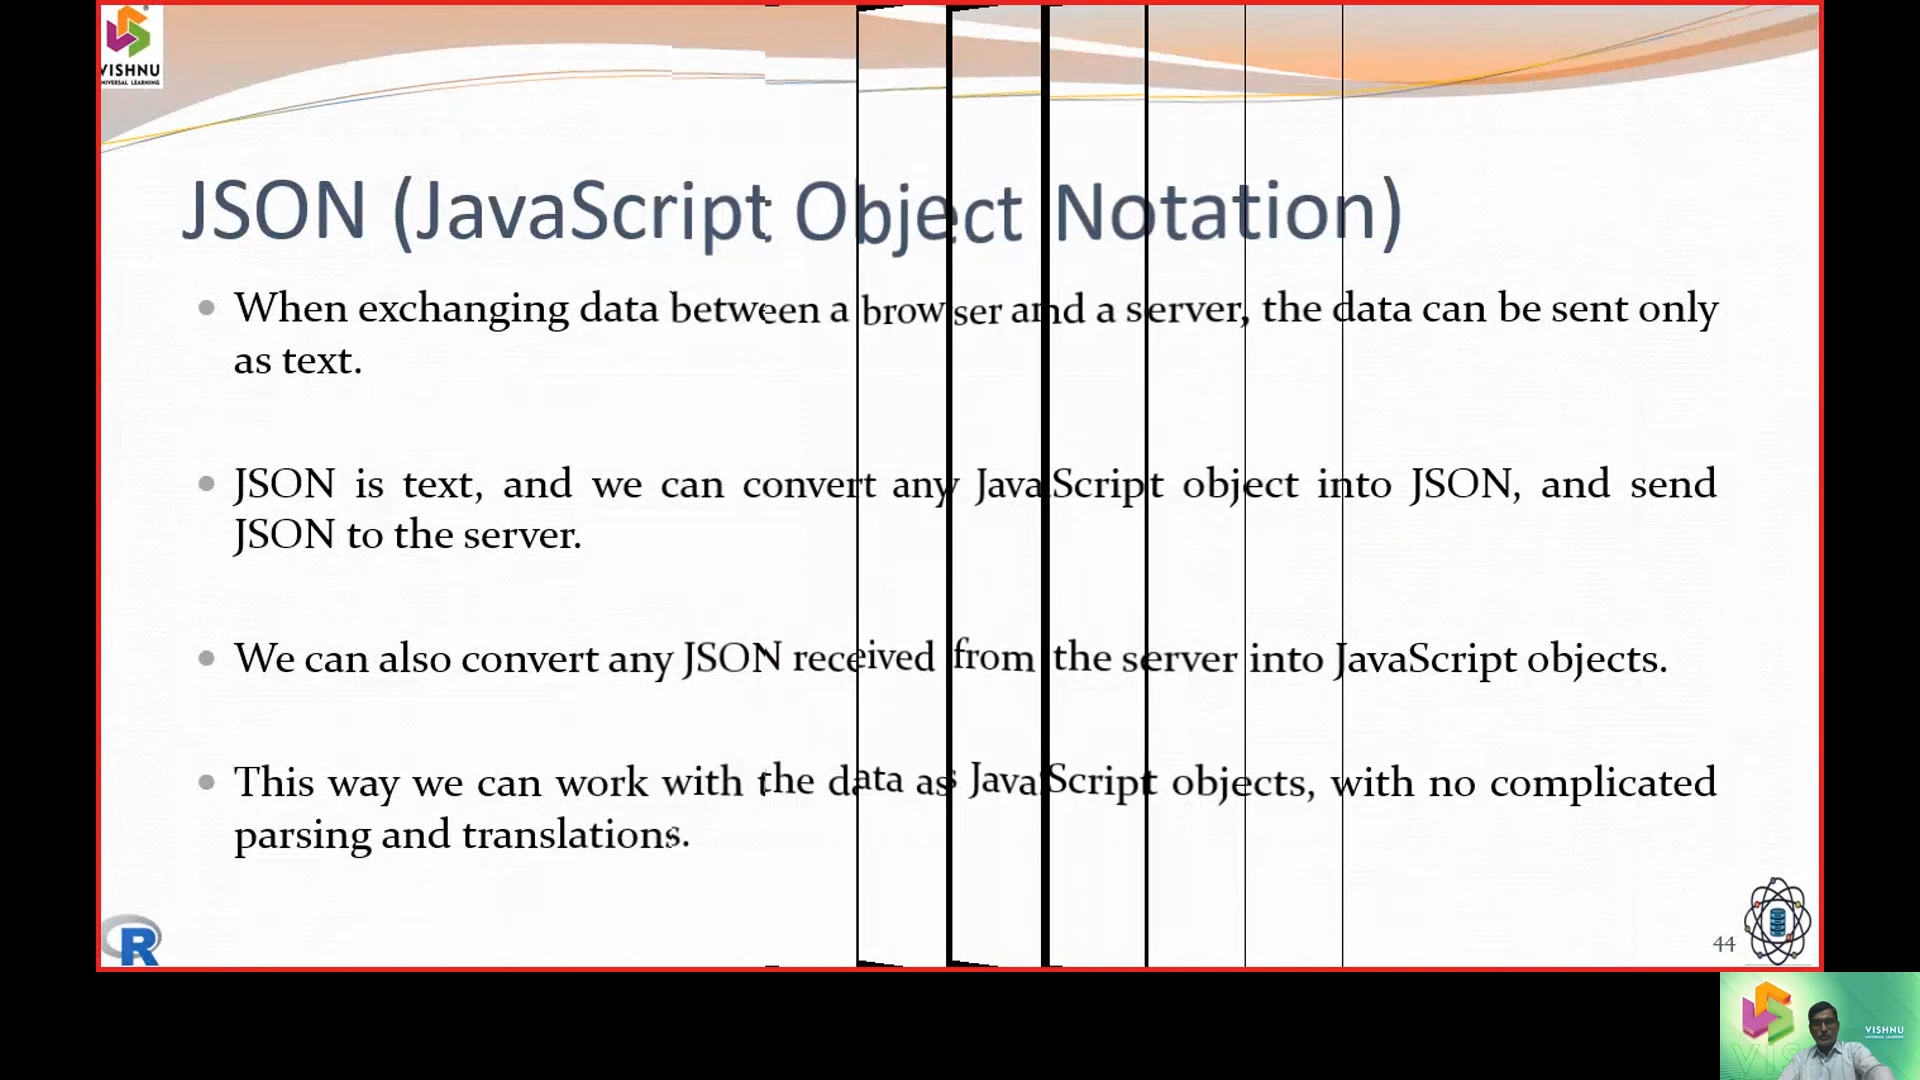 VISHNU
UNIVERSAL LEARNING
JSON (JavaScript Object Notation)
When exchanging data between a browser and a server, the data can be sent only
as text.
JSON is text, and we can convert any JavaScript object into JSON, and send
JSON to the server.
We can also convert any JSON received from the server into JavaScript objects.
This way we can work with the data as JavaScript objects, with no complicated
parsing and translations.
R
44
VISHNU
UNIVERSAL LEARNING